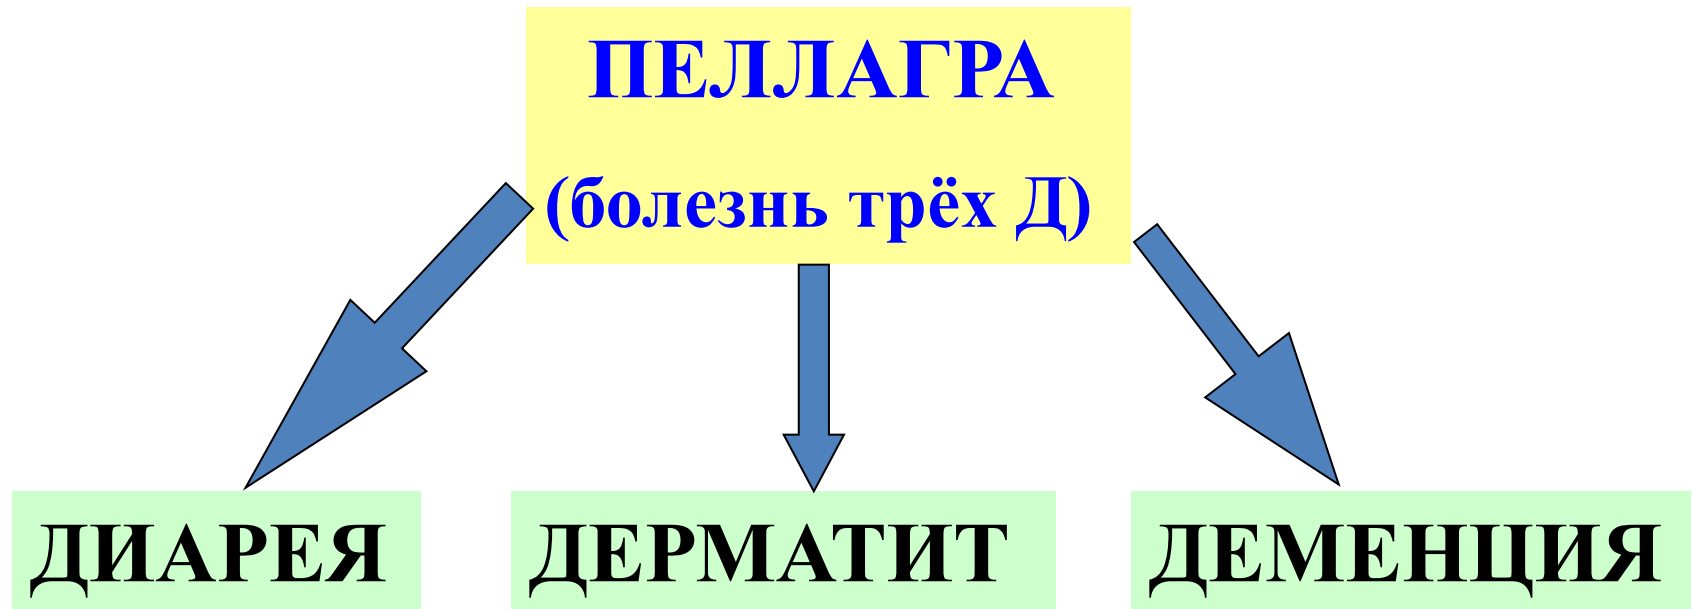 ПЕЛЛАГРА
(болезнь трёх Д)
ДИАРЕЯ
ДЕРМАТИТ
ДЕМЕНЦИЯ